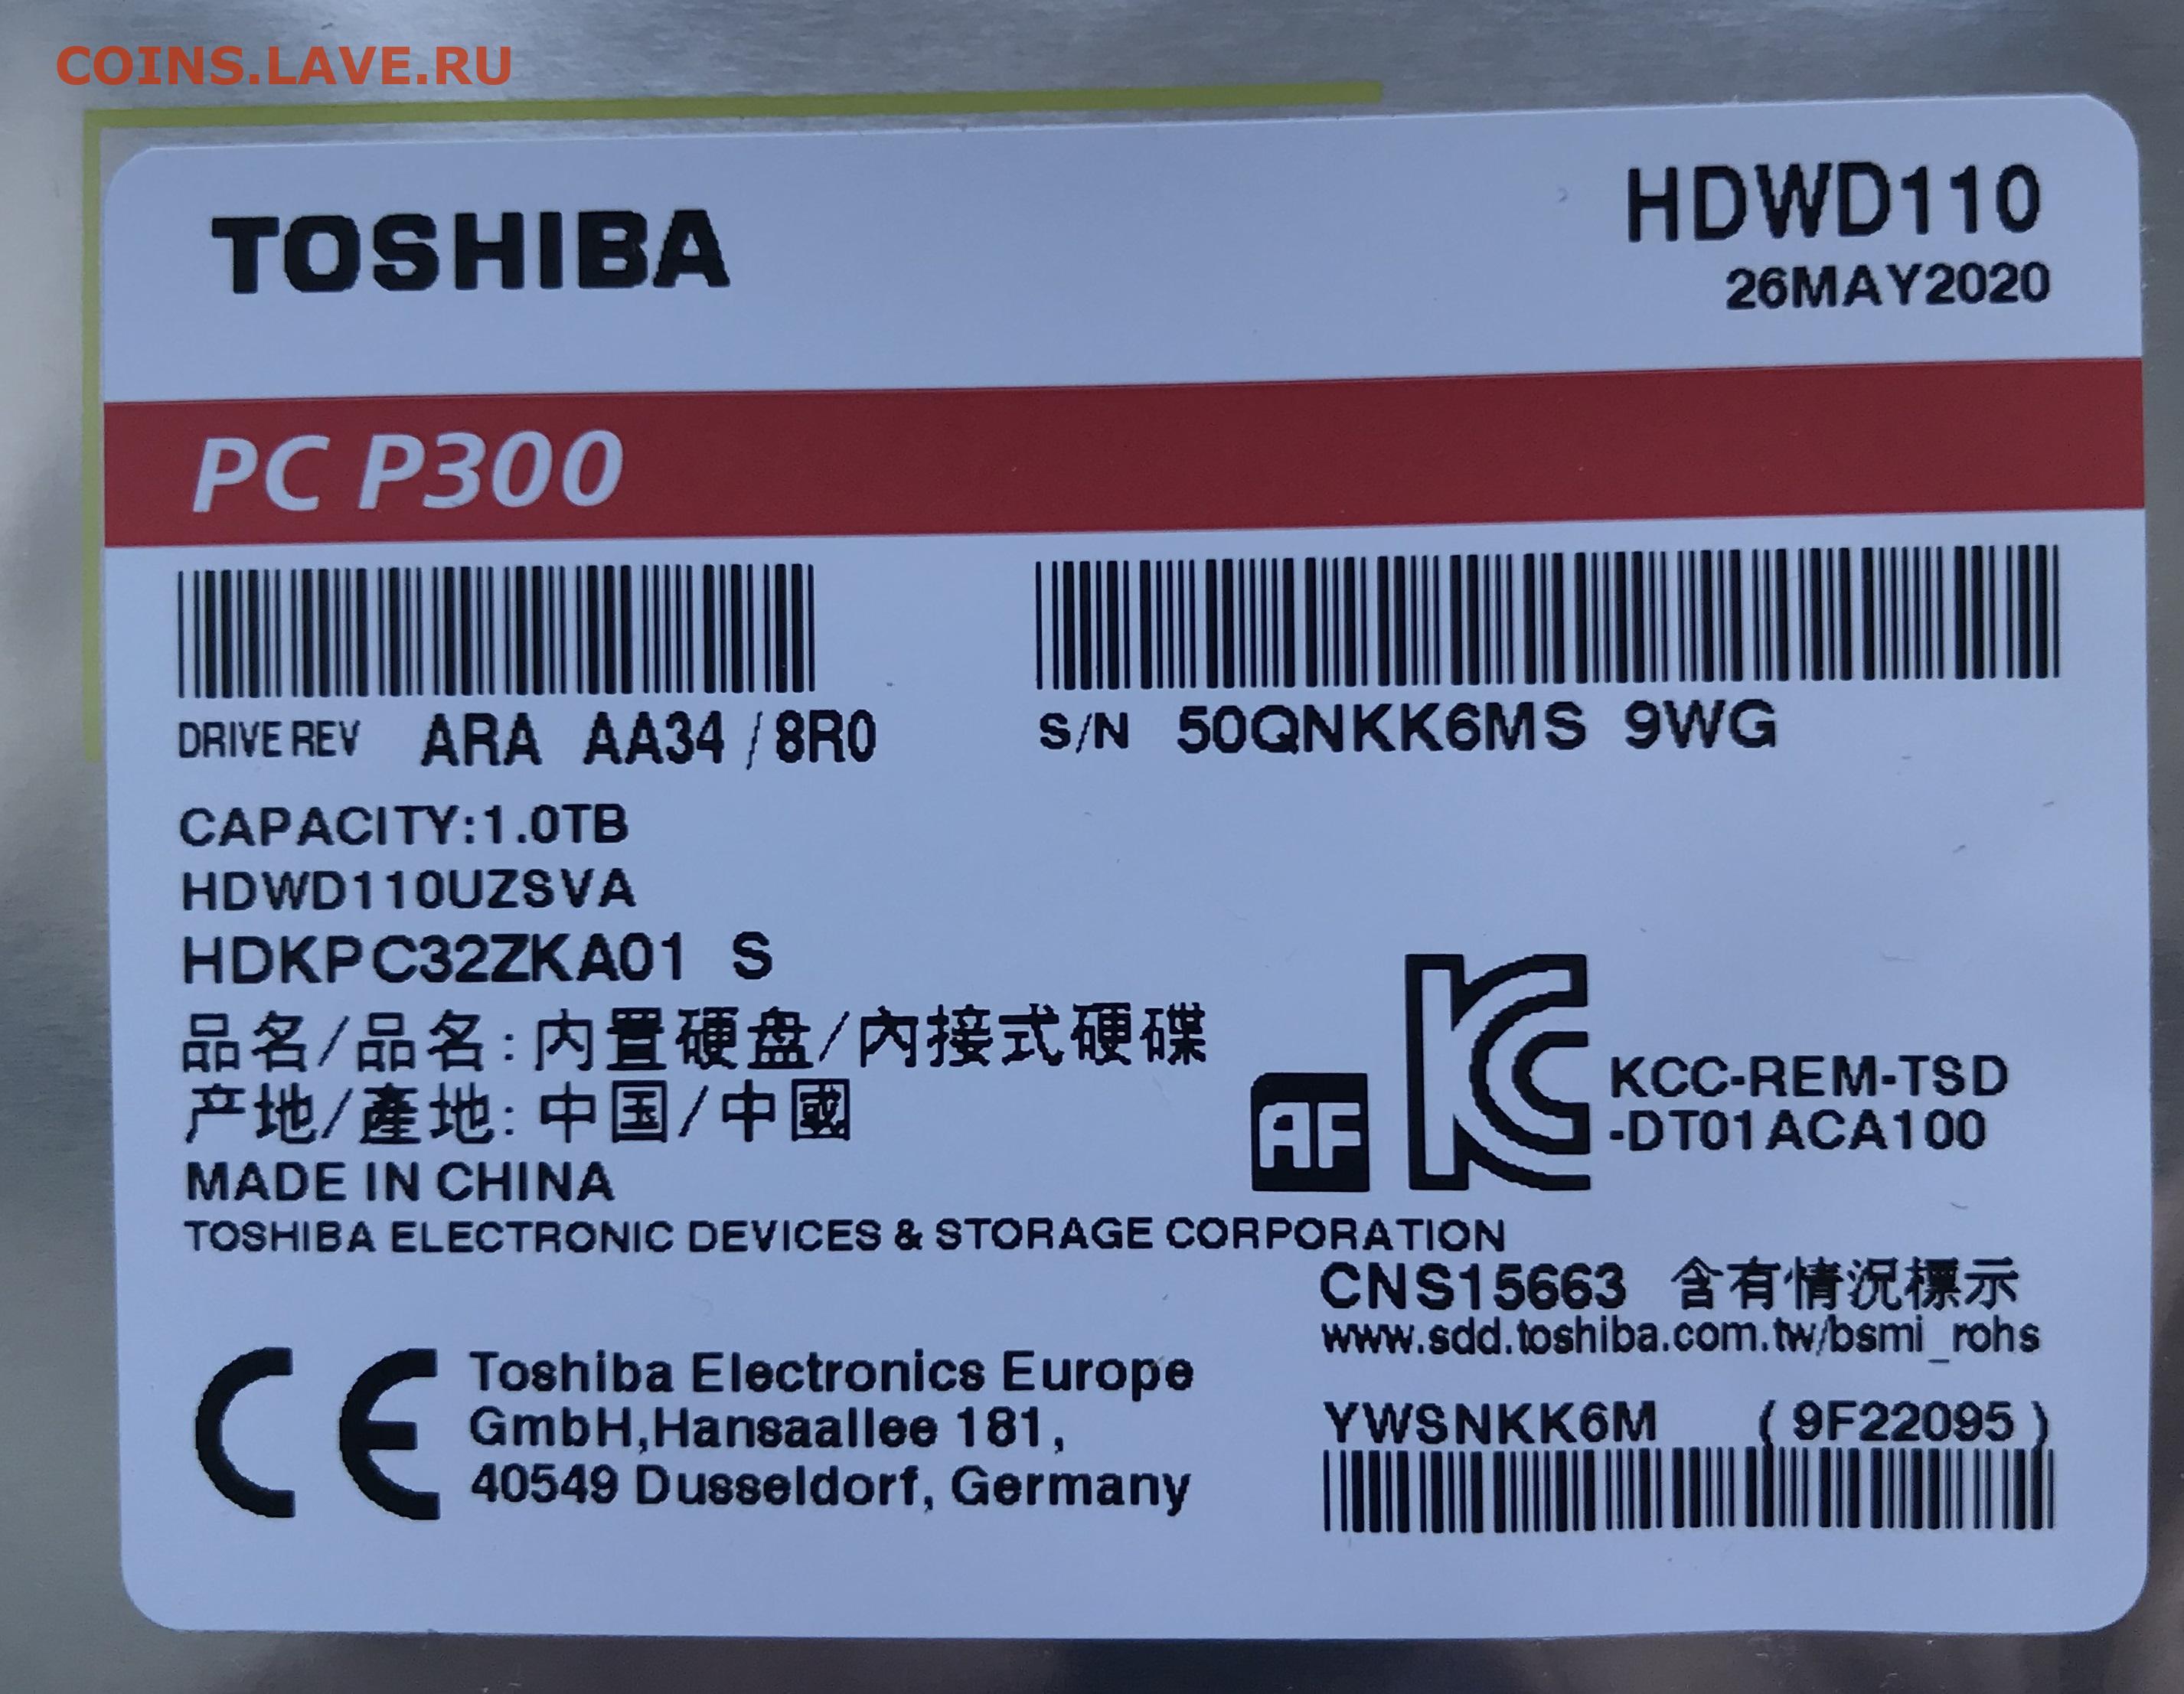 COINS.LAVE.RU
TOSHIBA
HDWD110
26MAY2020
PC P300
DRIVE REV ARA AA34 / 8R0
S/N 50QNKK6MS 9WG
CAPACITY:1.0TB
HDWD110UZSVA
HDKPC32ZKA01 S
品名/品名: 内置硬盘/內接式硬碟
产地/產地: 中国/中國
MADE IN CHINA
AF
KC
KCC-REM-TSD
-DT01ACA100
TOSHIBA ELECTRONIC DEVICES & STORAGE CORPORATION
CNS15663 含有情況標示
www.sdd.toshiba.com.tw/bsmi_rohs
CE
Toshiba Electronics Europe
GmbH,Hansaallee 181,
40549 Dusseldorf, Germany
YWSNKK6M ( 9F22095 )